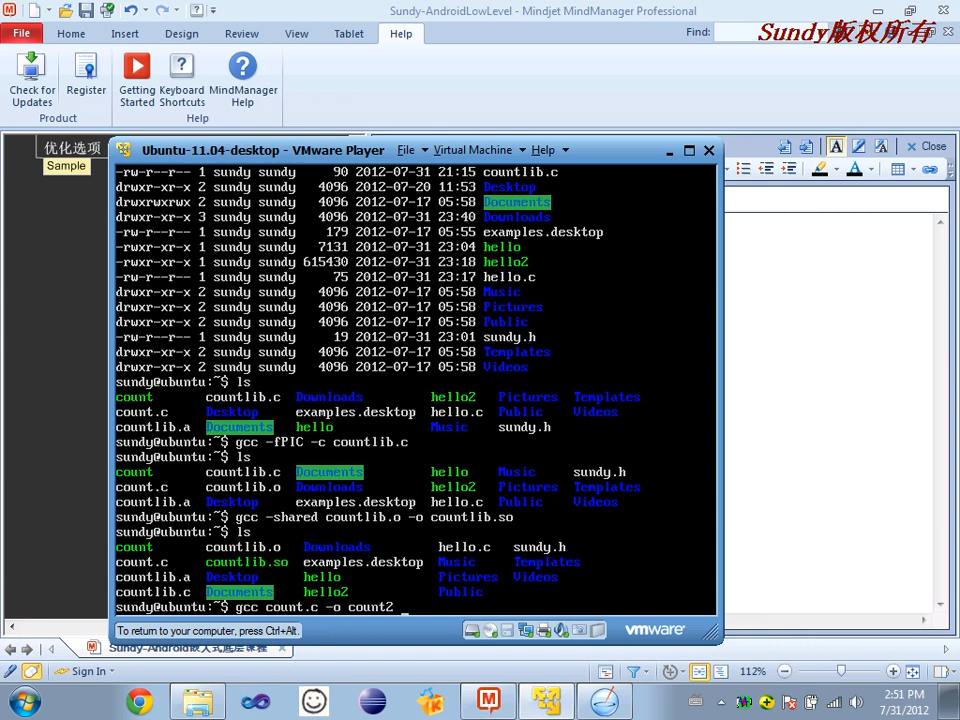 Sundy-AndroidLowLevel - Mindjet MindManager Professional
File Home Insert Design Review View Tablet Help Find:
Sundy版权所有
Check for Updates
Register
Getting Started
Keyboard Shortcuts
MindManager Help
Product
Help
优化选项
Sample
Close
Ubuntu-11.04-desktop - VMware Player File Virtual Machine Help
-rw-r--r-- 1 sundy sundy 90 2012-07-31 21:15 countlib.c
drwxr-xr-x 2 sundy sundy 4096 2012-07-20 11:53 Desktop
drwxrwxrwx 2 sundy sundy 4096 2012-07-17 05:58 Documents
drwxr-xr-x 3 sundy sundy 4096 2012-07-31 23:40 Downloads
-rw-r--r-- 1 sundy sundy 179 2012-07-17 05:55 examples.desktop
-rwxr-xr-x 1 sundy sundy 7131 2012-07-31 23:04 hello
-rwxr-xr-x 1 sundy sundy 615430 2012-07-31 23:18 hello2
-rw-r--r-- 1 sundy sundy 75 2012-07-31 23:17 hello.c
drwxr-xr-x 2 sundy sundy 4096 2012-07-17 05:58 Music
drwxr-xr-x 2 sundy sundy 4096 2012-07-17 05:58 Pictures
drwxr-xr-x 2 sundy sundy 4096 2012-07-17 05:58 Public
-rw-r--r-- 1 sundy sundy 19 2012-07-31 23:01 sundy.h
drwxr-xr-x 2 sundy sundy 4096 2012-07-17 05:58 Templates
drwxr-xr-x 2 sundy sundy 4096 2012-07-17 05:58 Videos
sundy@ubuntu:~$ ls
count countlib.c Downloads hello2 Pictures Templates
count.c Desktop examples.desktop hello.c Public Videos
countlib.a Documents hello Music sundy.h
sundy@ubuntu:~$ gcc -fPIC -c countlib.c
sundy@ubuntu:~$ ls
count countlib.c Documents hello Music sundy.h
count.c countlib.o Downloads hello2 Pictures Templates
countlib.a Desktop examples.desktop hello.c Public Videos
sundy@ubuntu:~$ gcc -shared countlib.o -o countlib.so
sundy@ubuntu:~$ ls
count countlib.o Downloads hello.c sundy.h
count.c countlib.so examples.desktop Music Templates
countlib.a Desktop hello Pictures Videos
countlib.c Documents hello2 Public
sundy@ubuntu:~$ gcc count.c -o count2 _
To return to your computer, press Ctrl+Alt.
vmware
Sundy-Android嵌入式底层课程
Sign In
112%
2:51 PM
7/31/2012